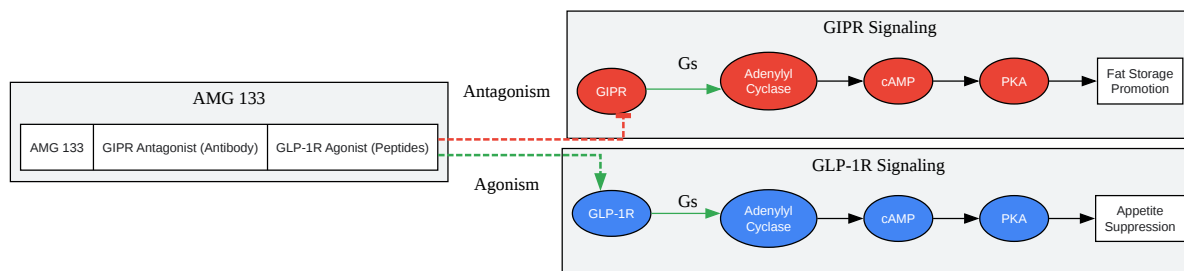 AMG 133
AMG 133
GIPR Antagonist (Antibody)
GLP-1R Agonist (Peptides)
Antagonism
Agonism
GIPR Signaling
GIPR
Gs
Adenylyl
Cyclase
cAMP
PKA
Fat Storage
Promotion
GLP-1R Signaling
GLP-1R
Gs
Adenylyl
Cyclase
cAMP
PKA
Appetite
Suppression